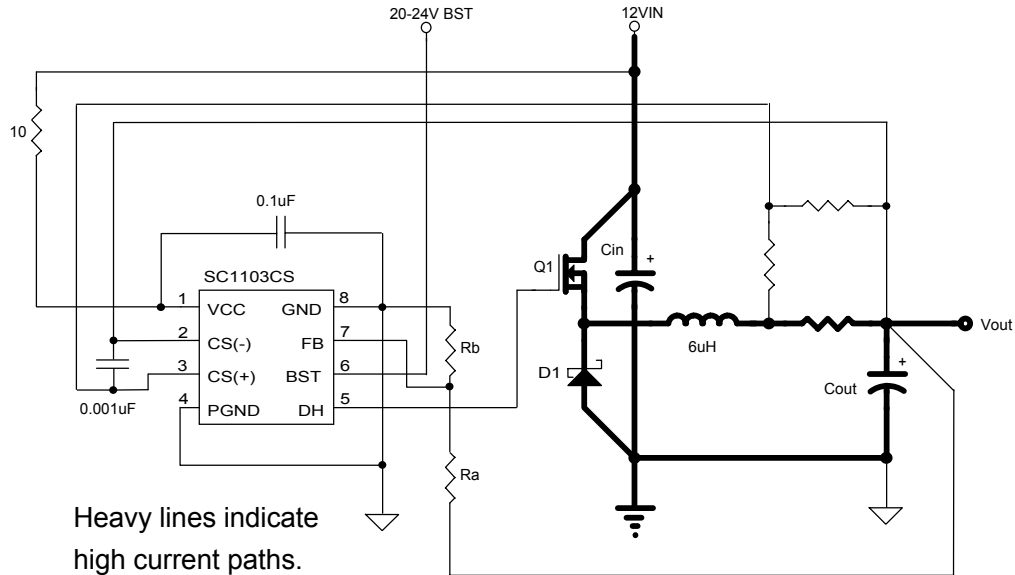 20-24V BST
12VIN
10
0.1uF
SC1103CS
1
VCC
GND
8
2
CS(-)
FB
7
3
CS(+)
BST
6
4
PGND
DH
5
0.001uF
Rb
Ra
Q1
Cin
+
D1
6uH
Vout
+
Cout
Heavy lines indicate
high current paths.